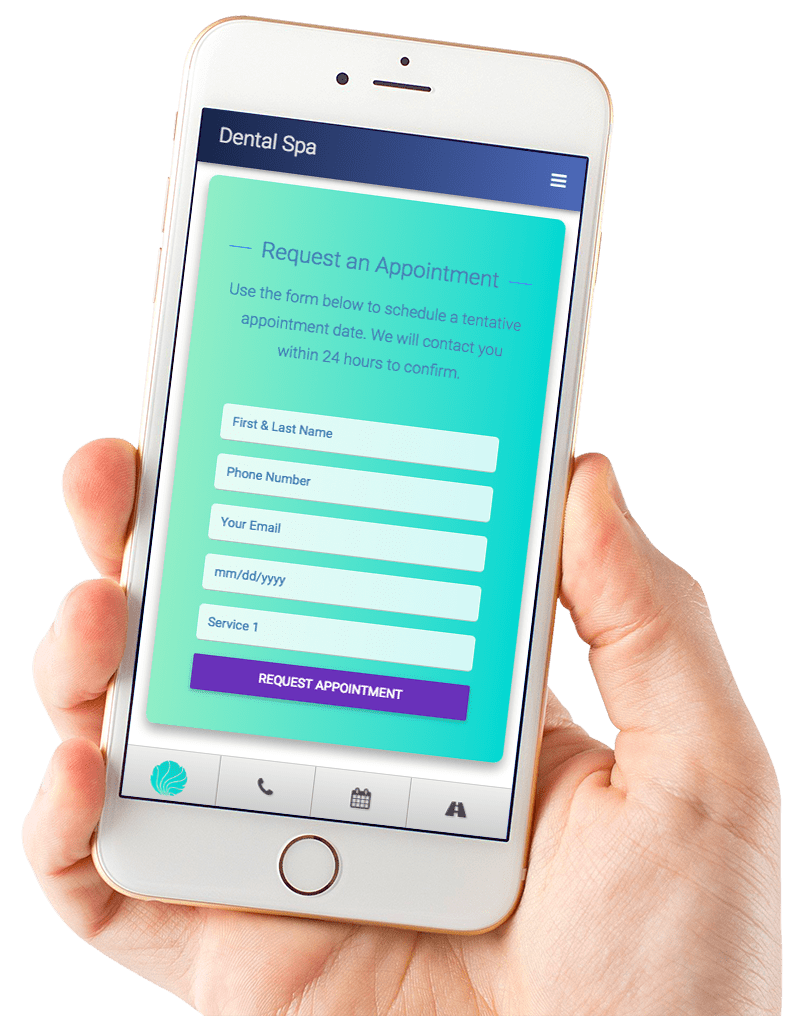 Dental Spa
Request an Appointment
Use the form below to schedule a tentative
appointment date. We will contact you
within 24 hours to confirm.
First & Last Name
Phone Number
Your Email
mm/dd/yyyy
Service 1
REQUEST APPOINTMENT